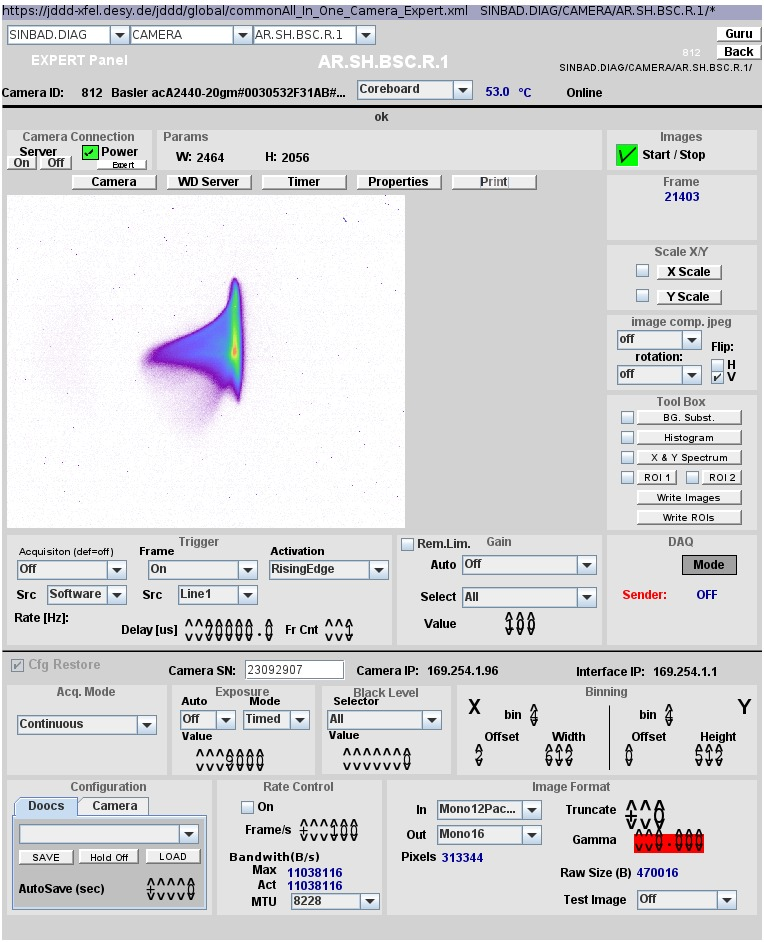 https://jddd-xfel.desy.de/jddd/global/commonAll_In_One_Camera_Expert.xml SINBAD.DIAG/CAMERA/AR.SH.BSC.R.1/*
SINBAD.DIAG CAMERA AR.SH.BSC.R.1 Guru
EXPERT Panel AR.SH.BSC.R.1 812 Back
SINBAD.DIAG/CAMERA/AR.SH.BSC.R.1/
Camera ID: 812 Basler acA2440-20gm#0030532F31AB#... Coreboard 53.0 °C Online
ok
Camera Connection Params Images
Server Power W: 2464 H: 2056 Start / Stop
On Off Expert
Camera WD Server Timer Properties Print Frame
21403
Scale X/Y
X Scale
Y Scale
image comp. jpeg
off Flip:
rotation: H
off V
Tool Box
BG. Subst.
Histogram
X & Y Spectrum
ROI 1 ROI 2
Write Images
Write ROIs
Trigger Rem.Lim. Gain DAQ
Acquisiton (def=off) Frame Activation
Off On RisingEdge Auto Off Mode
Src Software Src Line1 Select All Sender: OFF
Rate [Hz]: Value 100
Delay [us] 70000.0 Fr Cnt 1
Cfg Restore Camera SN: 23092907 Camera IP: 169.254.1.96 Interface IP: 169.254.1.1
Acq. Mode Exposure Black Level Binning
Auto Mode Selector X bin 4 bin 4 Y
Continuous Off Timed All
Value Value Offset Width Offset Height
9000 0 2 612 0 512
Configuration Rate Control Image Format
Doocs Camera On In Mono12Pac... Truncate +0
Frame/s +100 Out Mono16 Gamma 0.000
SAVE Hold Off LOAD Bandwith(B/s) Pixels 313344
Max 11038116 Raw Size (B) 470016
AutoSave (sec) +0 Act 11038116
MTU 8228 Test Image Off